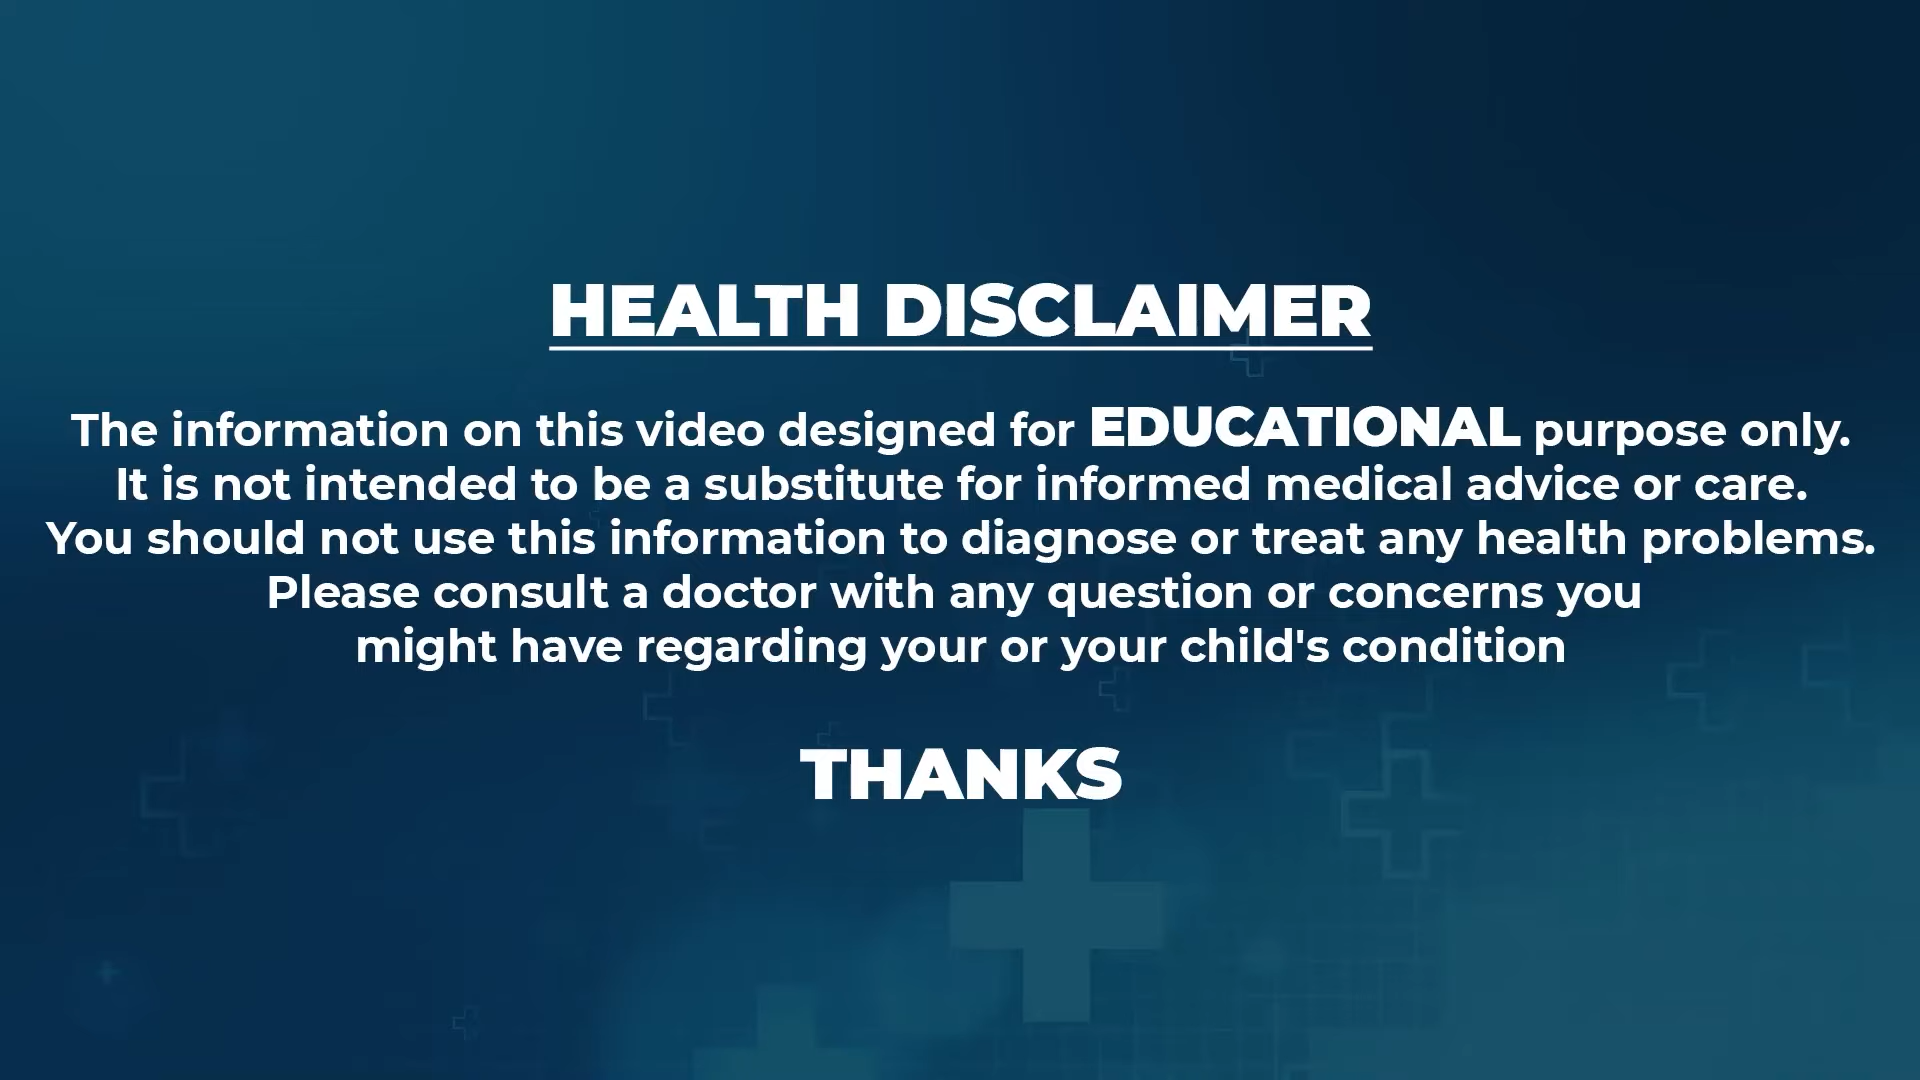 HEALTH DISCLAIMER
The information on this video designed for EDUCATIONAL purpose only.
It is not intended to be a substitute for informed medical advice or care.
You should not use this information to diagnose or treat any health problems.
Please consult a doctor with any question or concerns you
might have regarding your or your child's condition
THANKS